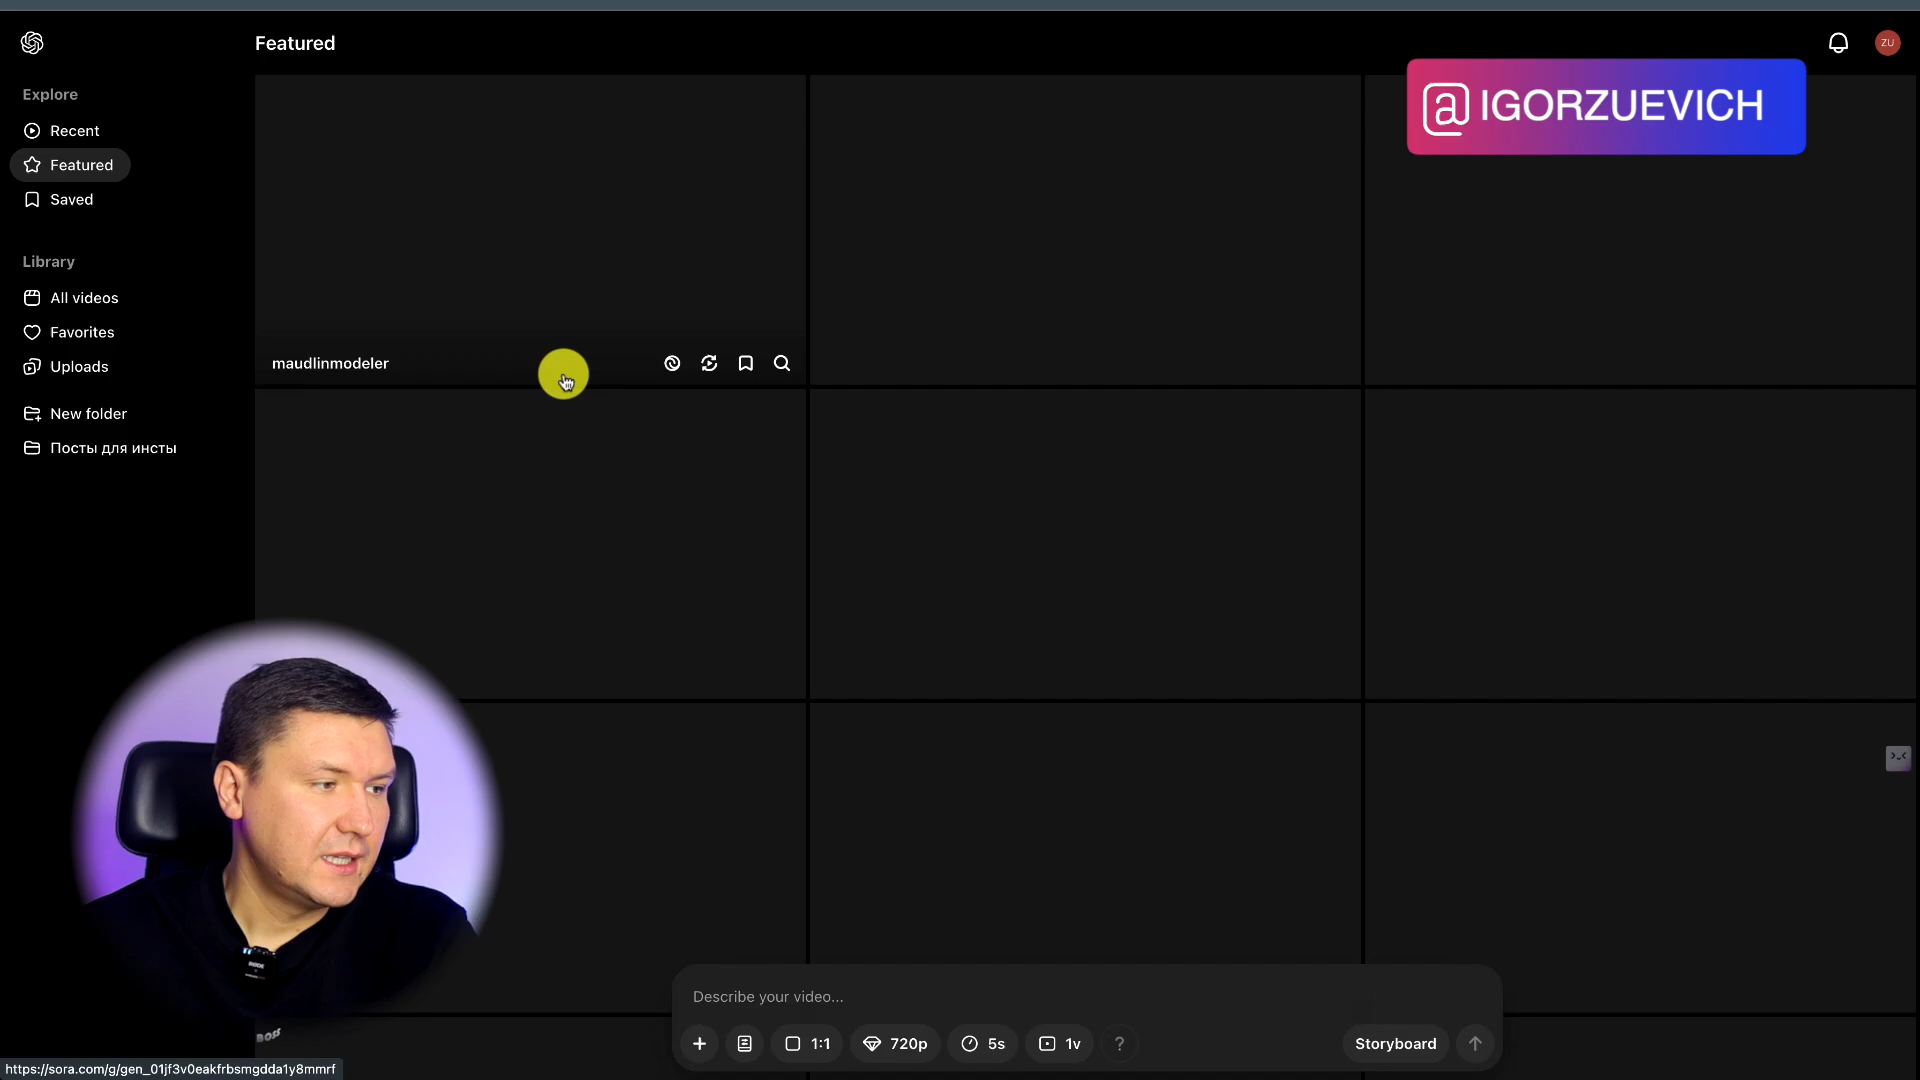 Featured
ZU
@IGORZUEVICH
Explore
Recent
Featured
Saved
Library
All videos
Favorites
Uploads
New folder
Посты для инсты
maudlinmodeler
BOSS
Describe your video...
+
1:1
720p
5s
1v
?
Storyboard
https://sora.com/g/gen_01jf3v0eakfrbsmgdda1y8mmrf